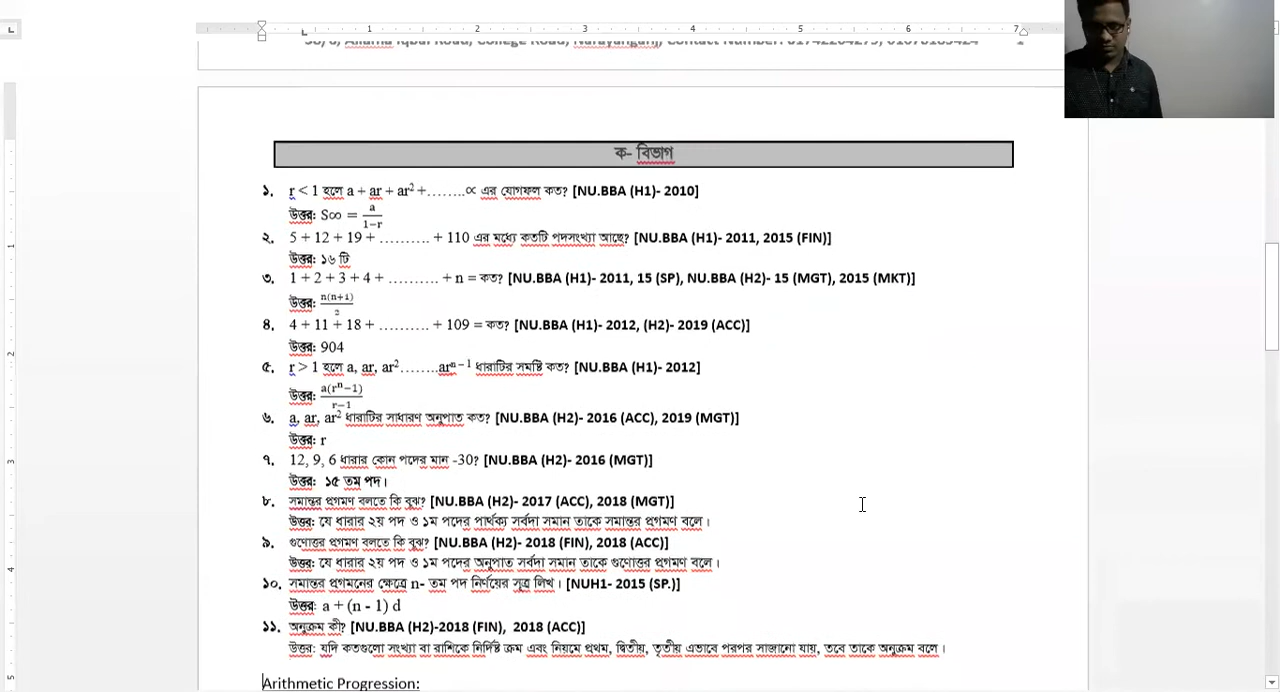 1 2 3 4 5 6 7
ক- বিভাগ
১. r < 1 হলে a + ar + ar² +........∝ এর যোগফল কত? [NU.BBA (H1)- 2010]
উত্তর: S∞ = a/(1−r)
২. 5 + 12 + 19 + ......... + 110 এর মধ্যে কতটি পদসংখ্যা আছে? [NU.BBA (H1)- 2011, 2015 (FIN)]
উত্তর: ১৬ টি
৩. 1 + 2 + 3 + 4 + ......... + n = কত? [NU.BBA (H1)- 2011, 15 (SP), NU.BBA (H2)- 15 (MGT), 2015 (MKT)]
উত্তর: n(n+1)/2
৪. 4 + 11 + 18 + ......... + 109 = কত? [NU.BBA (H1)- 2012, (H2)- 2019 (ACC)]
উত্তর: 904
৫. r > 1 হলে a, ar, ar²........arⁿ⁻¹ ধারাটির সমষ্টি কত? [NU.BBA (H1)- 2012]
উত্তর: a(rⁿ−1)/(r−1)
৬. a, ar, ar² ধারাটির সাধারণ অনুপাত কত? [NU.BBA (H2)- 2016 (ACC), 2019 (MGT)]
উত্তর: r
৭. 12, 9, 6 ধারার কোন পদের মান -30? [NU.BBA (H2)- 2016 (MGT)]
উত্তর: ১৫ তম পদ।
৮. সমান্তর প্রগমণ বলতে কি বুঝ? [NU.BBA (H2)- 2017 (ACC), 2018 (MGT)]
উত্তর: যে ধারার ২য় পদ ও ১ম পদের পার্থক্য সর্বদা সমান তাকে সমান্তর প্রগমণ বলে।
৯. গুণোত্তর প্রগমণ বলতে কি বুঝ? [NU.BBA (H2)- 2018 (FIN), 2018 (ACC)]
উত্তর: যে ধারার ২য় পদ ও ১ম পদের অনুপাত সর্বদা সমান তাকে গুণোত্তর প্রগমণ বলে।
১০. সমান্তর প্রগমনের ক্ষেত্রে n- তম পদ নির্ণয়ের সূত্র লিখ। [NUH1- 2015 (SP.)]
উত্তর: a + (n - 1) d
১১. অনুক্রম কী? [NU.BBA (H2)-2018 (FIN), 2018 (ACC)]
উত্তর: যদি কতগুলো সংখ্যা বা রাশিকে নির্দিষ্ট ক্রম এবং নিয়মে প্রথম, দ্বিতীয়, তৃতীয় এভাবে পরপর সাজানো যায়, তবে তাকে অনুক্রম বলে।
Arithmetic Progression: